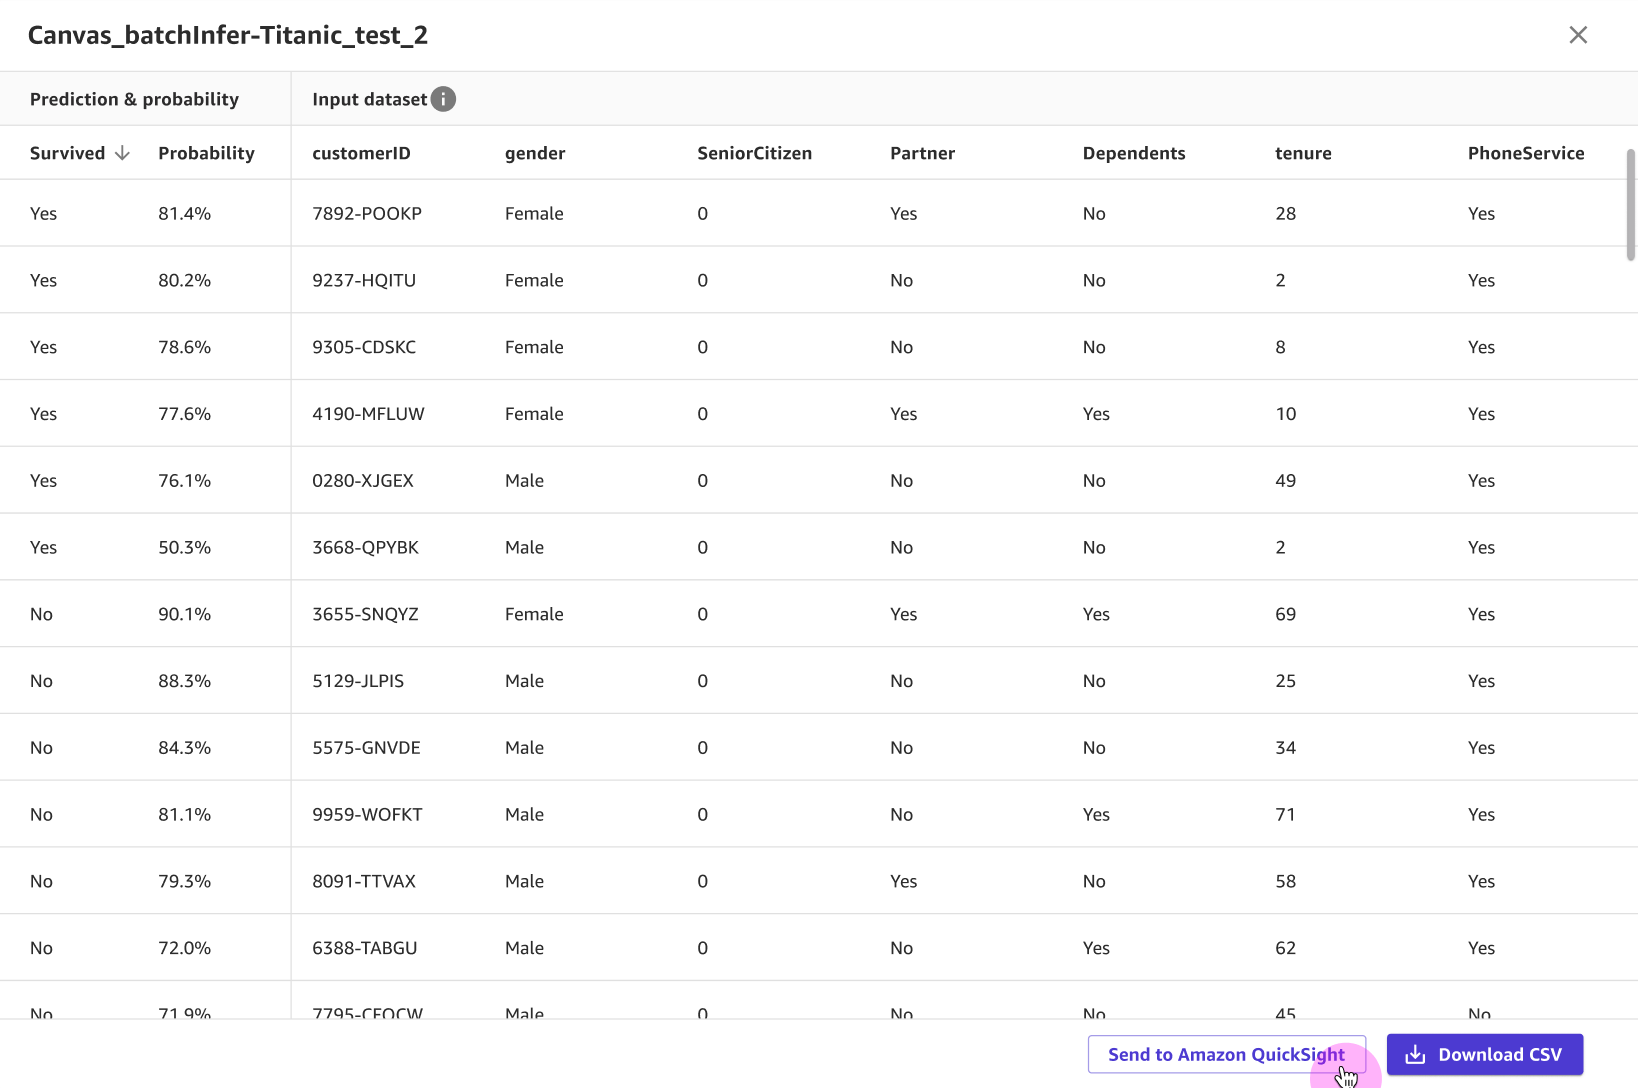 Canvas_batchInfer-Titanic_test_2
Prediction & probability Input dataset
Survived Probability customerID gender SeniorCitizen Partner Dependents tenure PhoneService
Yes 81.4% 7892-POOKP Female 0 Yes No 28 Yes
Yes 80.2% 9237-HQITU Female 0 No No 2 Yes
Yes 78.6% 9305-CDSKC Female 0 No No 8 Yes
Yes 77.6% 4190-MFLUW Female 0 Yes Yes 10 Yes
Yes 76.1% 0280-XJGEX Male 0 No No 49 Yes
Yes 50.3% 3668-QPYBK Male 0 No No 2 Yes
No 90.1% 3655-SNQYZ Female 0 Yes Yes 69 Yes
No 88.3% 5129-JLPIS Male 0 No No 25 Yes
No 84.3% 5575-GNVDE Male 0 No No 34 Yes
No 81.1% 9959-WOFKT Male 0 No Yes 71 Yes
No 79.3% 8091-TTVAX Male 0 Yes No 58 Yes
No 72.0% 6388-TABGU Male 0 No Yes 62 Yes
No 71.9% 7795-CFOCW Male 0 No No 45 No
Send to Amazon QuickSight Download CSV